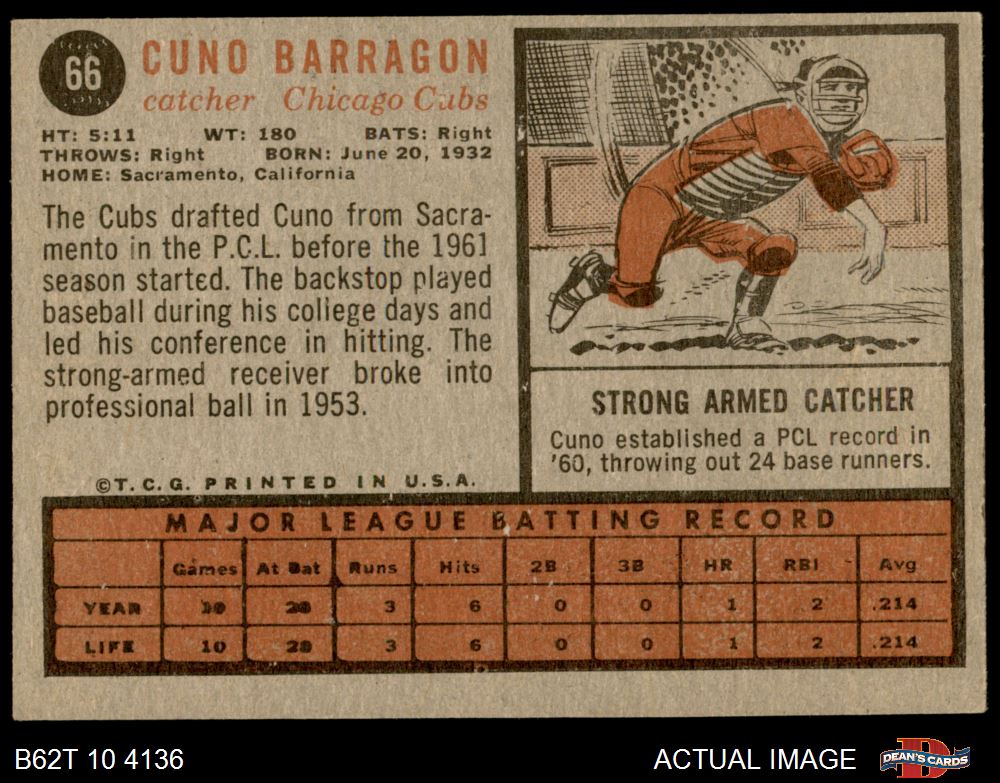 66
CUNO BARRAGON
catcher Chicago Cubs
HT: 5:11 WT: 180 BATS: Right
THROWS: Right BORN: June 20, 1932
HOME: Sacramento, California
The Cubs drafted Cuno from Sacra-
mento in the P.C.L. before the 1961
season started. The backstop played
baseball during his college days and
led his conference in hitting. The
strong-armed receiver broke into
professional ball in 1953.
©T. C. G. PRINTED IN U.S.A.
STRONG ARMED CATCHER
Cuno established a PCL record in
'60, throwing out 24 base runners.
MAJOR LEAGUE BATTING RECORD
Games At Bat Runs Hits 2B 3B HR RBI Avg
YEAR 10 28 3 6 0 0 1 2 .214
LIFE 10 28 3 6 0 0 1 2 .214
B62T 10 4136 ACTUAL IMAGE
D
DEAN'S CARDS